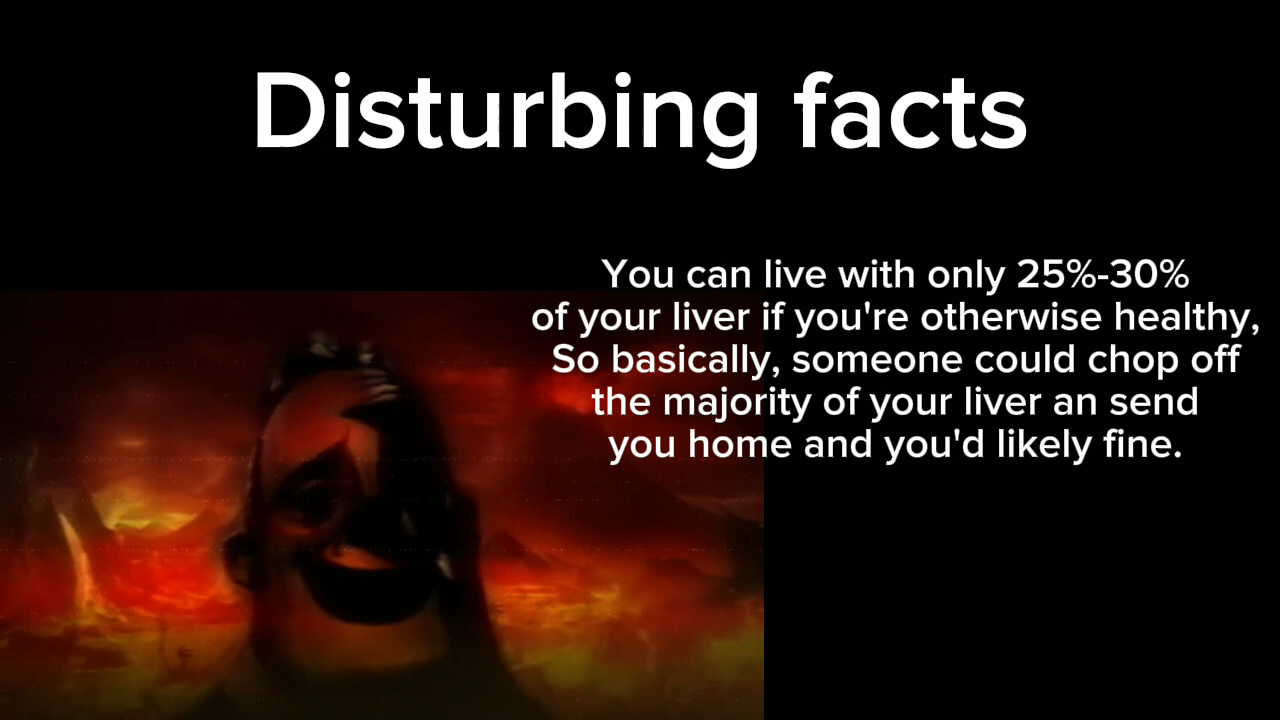 Disturbing facts
You can live with only 25%-30%
of your liver if you're otherwise healthy,
So basically, someone could chop off
the majority of your liver an send
you home and you'd likely fine.